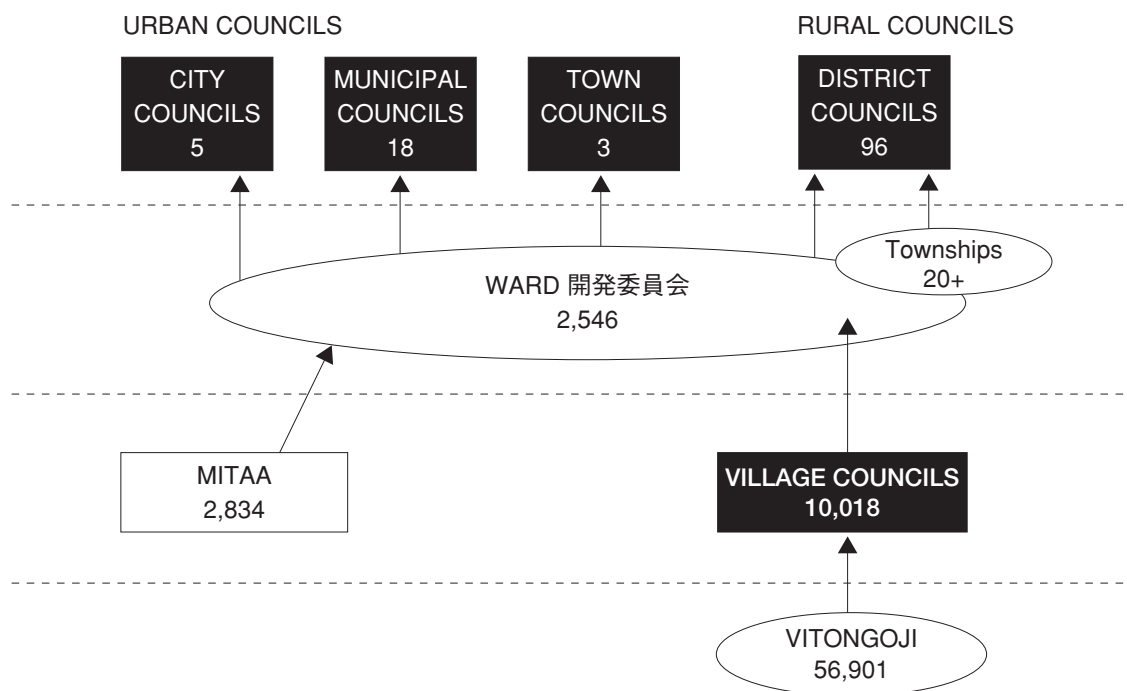 URBAN COUNCILS
RURAL COUNCILS
CITY
COUNCILS
5
MUNICIPAL
COUNCILS
18
TOWN
COUNCILS
3
DISTRICT
COUNCILS
96
Townships
20+
WARD 開発委員会
2,546
MITAA
2,834
VILLAGE COUNCILS
10,018
VITONGOJI
56,901